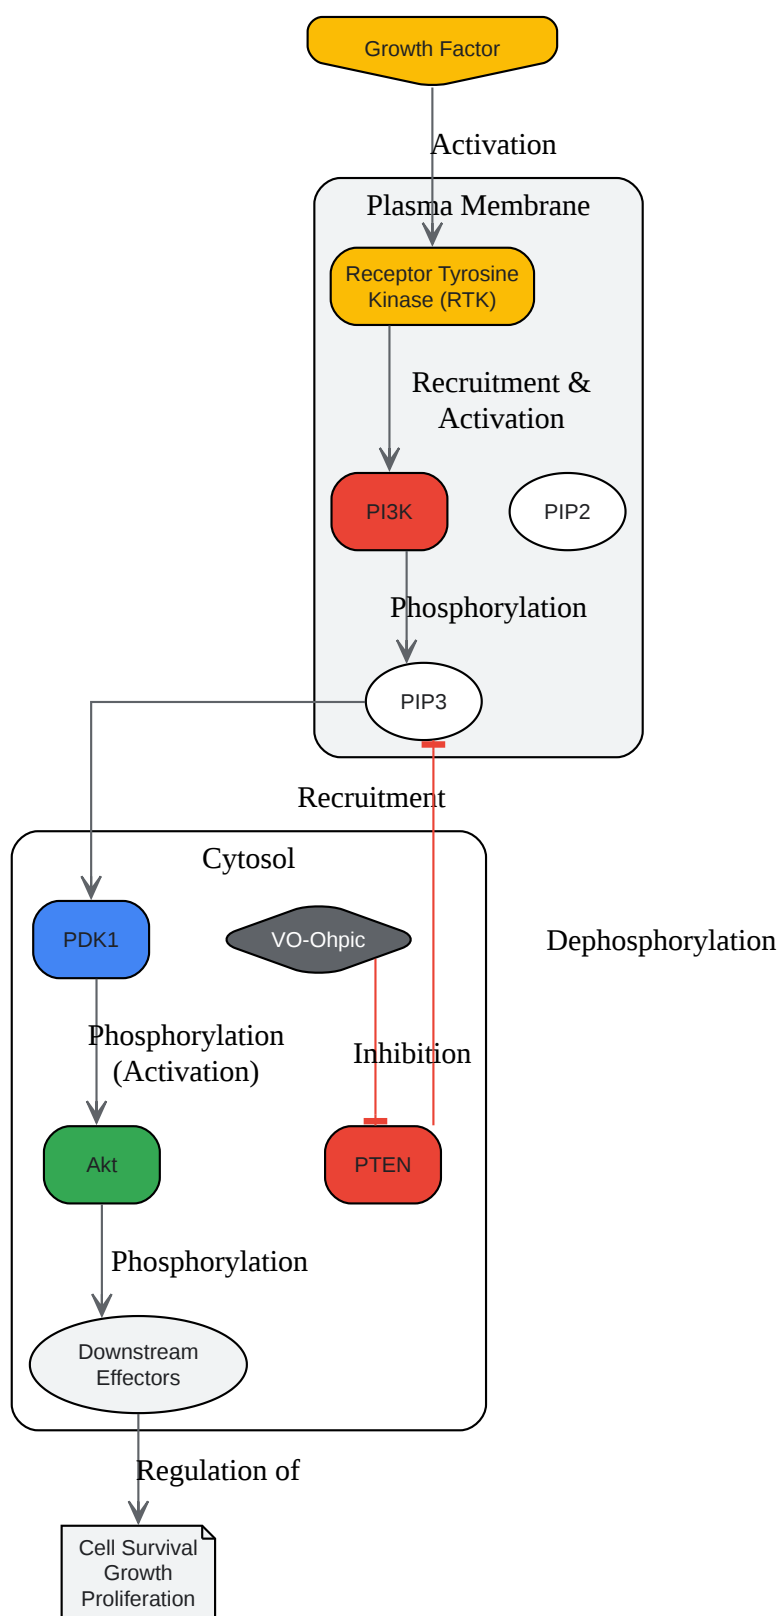 Growth Factor
Activation
Plasma Membrane
Receptor Tyrosine
Kinase (RTK)
Recruitment &
Activation
PI3K
PIP2
Phosphorylation
PIP3
Recruitment
Cytosol
PDK1
VO-Ohpic
Dephosphorylation
Phosphorylation
(Activation)
Inhibition
Akt
PTEN
Phosphorylation
Downstream
Effectors
Regulation of
Cell Survival
Growth
Proliferation